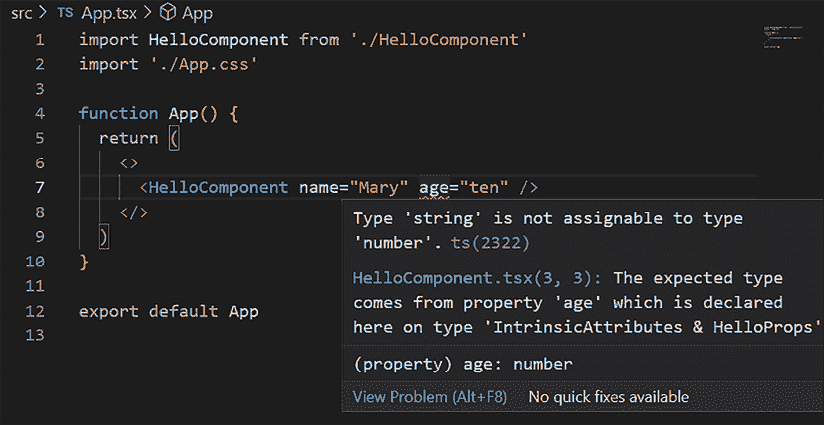 src > TS App.tsx > App
1 import HelloComponent from './HelloComponent'
2 import './App.css'
3
4 function App() {
5   return (
6     <>
7       <HelloComponent name="Mary" age="ten" />
8     </>
9   )
10 }
11
12 export default App
13
Type 'string' is not assignable to type
'number'. ts(2322)
HelloComponent.tsx(3, 3): The expected type
comes from property 'age' which is declared
here on type 'IntrinsicAttributes & HelloProps'
(property) age: number
View Problem (Alt+F8) No quick fixes available